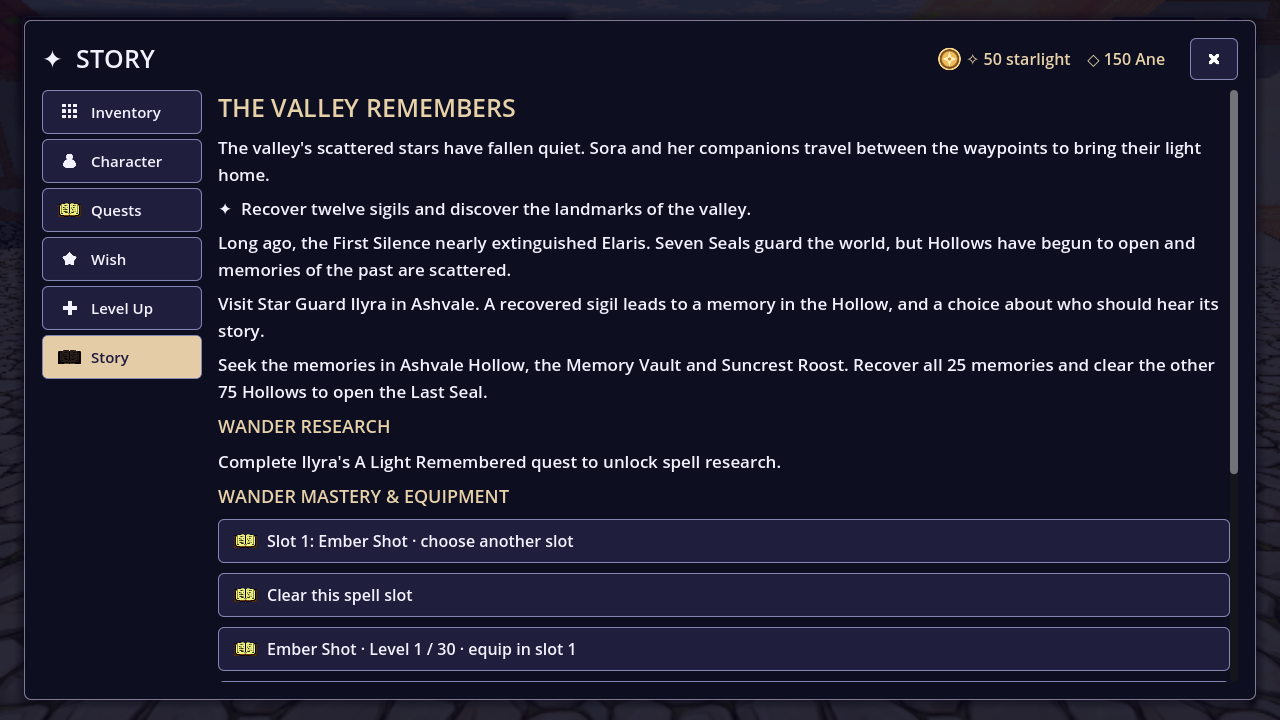 STORY
50 starlight
150 Ane
Inventory
Character
Quests
Wish
Level Up
Story
THE VALLEY REMEMBERS
The valley's scattered stars have fallen quiet. Sora and her companions travel between the waypoints to bring their light
home.
Recover twelve sigils and discover the landmarks of the valley.
Long ago, the First Silence nearly extinguished Elaris. Seven Seals guard the world, but Hollows have begun to open and
memories of the past are scattered.
Visit Star Guard Ilyra in Ashvale. A recovered sigil leads to a memory in the Hollow, and a choice about who should hear its
story.
Seek the memories in Ashvale Hollow, the Memory Vault and Suncrest Roost. Recover all 25 memories and clear the other
75 Hollows to open the Last Seal.
WANDER RESEARCH
Complete Ilyra's A Light Remembered quest to unlock spell research.
WANDER MASTERY & EQUIPMENT
Slot 1: Ember Shot · choose another slot
Clear this spell slot
Ember Shot · Level 1 / 30 · equip in slot 1